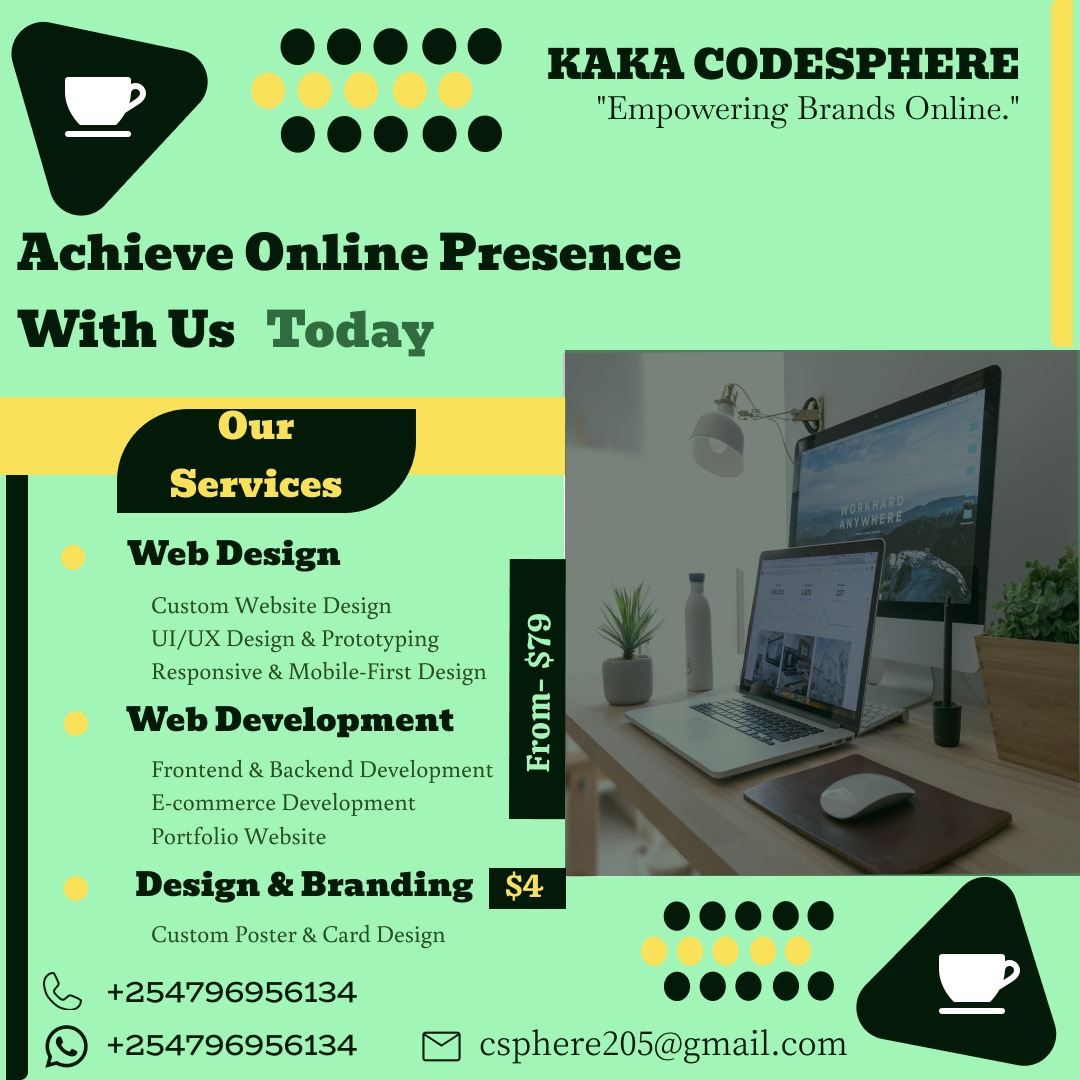 KAKA CODESPHERE
"Empowering Brands Online."
Achieve Online Presence
With Us Today
Our
Services
Web Design
Custom Website Design
UI/UX Design & Prototyping
Responsive & Mobile-First Design
From- $79
WORKHARD
ANYWHERE
Web Development
Frontend & Backend Development
E-commerce Development
Portfolio Website
Design & Branding
$4
Custom Poster & Card Design
+254796956134
+254796956134
csphere205@gmail.com